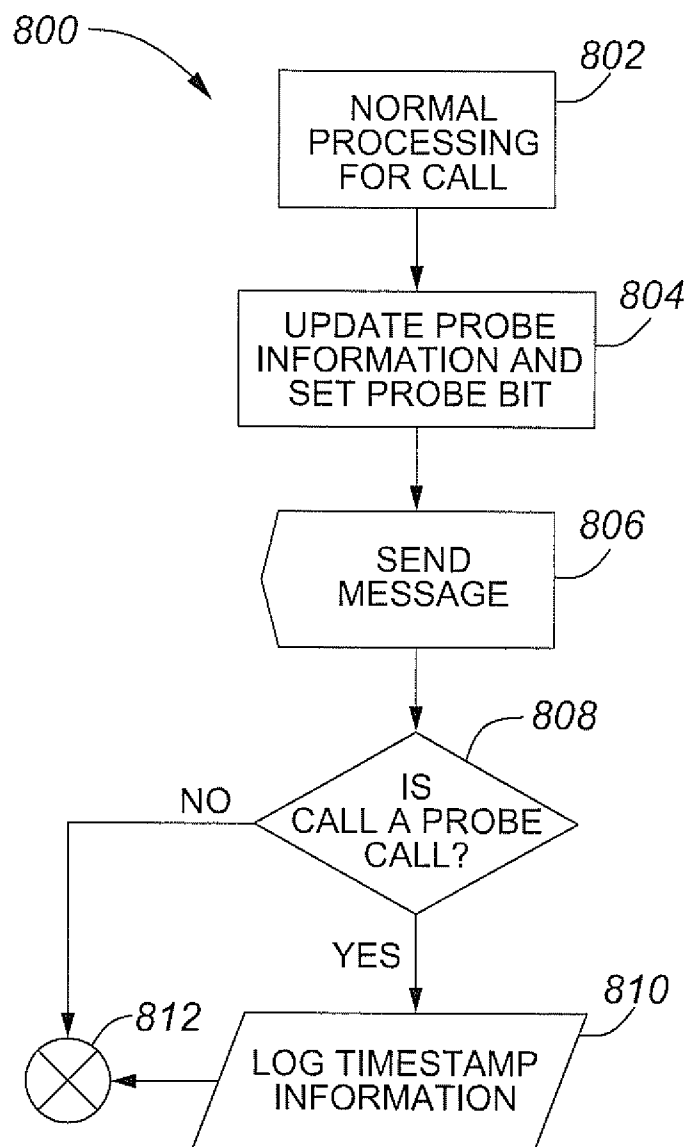 800
802
NORMAL
PROCESSING
FOR CALL
804
UPDATE PROBE
INFORMATION AND
SET PROBE BIT
806
SEND
MESSAGE
808
IS
CALL A PROBE
CALL?
NO
YES
810
812
LOG TIMESTAMP
INFORMATION